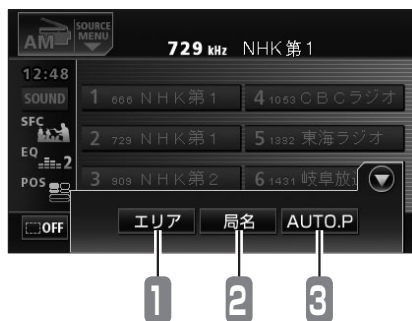 AM SOURCE MENU
729 kHz NHK第1
12:48
SOUND
1 666 NHK第1 4 1053 CBCラジオ
SFC
2 729 NHK第1 5 1332 東海ラジオ
EQ
2
3 909 NHK第2 6 1431 岐阜放送
POS
OFF
エリア 局名 AUTO.P
1 2 3